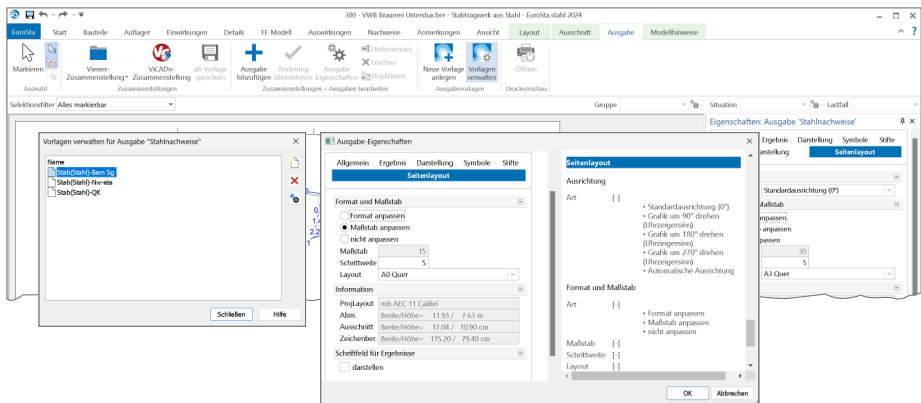 300 - VWB Brauerei Ustersbacher - Stabtragwerk aus Stahl - EuroSta.stahl 2024
EuroSta Start Bauteile Auflager Einwirkungen Details FE-Modell Auswirkungen Nachweise Anmerkungen Ansicht Layout Ausschnitt Ausgabe Modellhinweise
Markieren
Viewer-
Zusammenstellung
ViCADo-
Zusammenstellung
als Vorlage
speichern
Ausgabe
hinzufügen
Änderung
übernehmen
Ausgabe
Eigenschaften
Umbenennen
Löschen
Duplizieren
Neue Vorlage
anlegen
Vorlagen
verwalten
Öffnen
Auswahl Zusammenstellungen Zusammenstellungen + Ausgaben bearbeiten Ausgabevorlagen Druckvorschau
Selektionsfilter Alles markierbar Gruppe Situation Lastfall
Eigenschaften: Ausgabe 'Stahlnachweise'
Ergebnis Darstellung Symbole Stifte
arstellung Seitenlayout
Standardausrichtung (0°)
Maßstab
anpassen
anpassen
passen
35
5
A3 Quer
Vorlagen verwalten für Ausgabe "Stahlnachweise"
Name
Stab(Stahl)-Bem Sg
Stab(Stahl)-Nw-eta
Stab(Stahl)-QK
Schließen Hilfe
Ausgabe-Eigenschaften
Allgemein Ergebnis Darstellung Symbole Stifte
Seitenlayout
Format und Maßstab
Format anpassen
Maßstab anpassen
nicht anpassen
Maßstab 15
Schrittweite 5
Layout A0 Quer
Information
ProjLayout mb AEC 11 Calibri
Abm. Breite/Höhe= 11.93 / 7.63 m
Ausschnitt Breite/Höhe= 17.04 / 10.90 cm
Zeichenber. Breite/Höhe= 115.20 / 79.40 cm
Schriftfeld für Ergebnisse
darstellen
Seitenlayout
Ausrichtung
Art [-]
• Standardausrichtung (0°)
• Grafik um 90° drehen
(Uhrzeigersinn)
• Grafik um 180° drehen
(Uhrzeigersinn)
• Grafik um 270° drehen
(Uhrzeigersinn)
• Automatische Ausrichtung
Format und Maßstab
Art [-]
• Format anpassen
• Maßstab anpassen
• nicht anpassen
Maßstab [-]
Schrittweite [-]
Layout [-]
OK Abbrechen